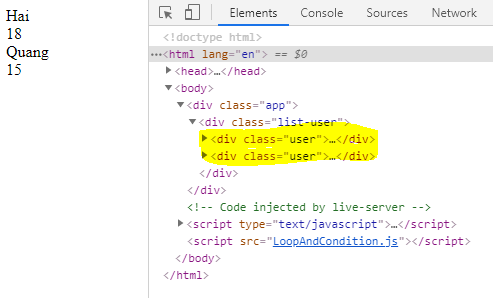 Hai
18
Quang
15
Elements Console Sources
<!doctype html>
···<html lang="en"> == $0
▶<head>…</head>
▼<body>
▼<div class="app">
▼<div class="list-user">
▶<div class="user">…</div>
▶<div class="user">…</div>
</div>
</div>
<!-- Code injected by live-server -->
▶<script type="text/javascript">…</script>
<script src="LoopAndCondition.js"></script>
</body>
</html>